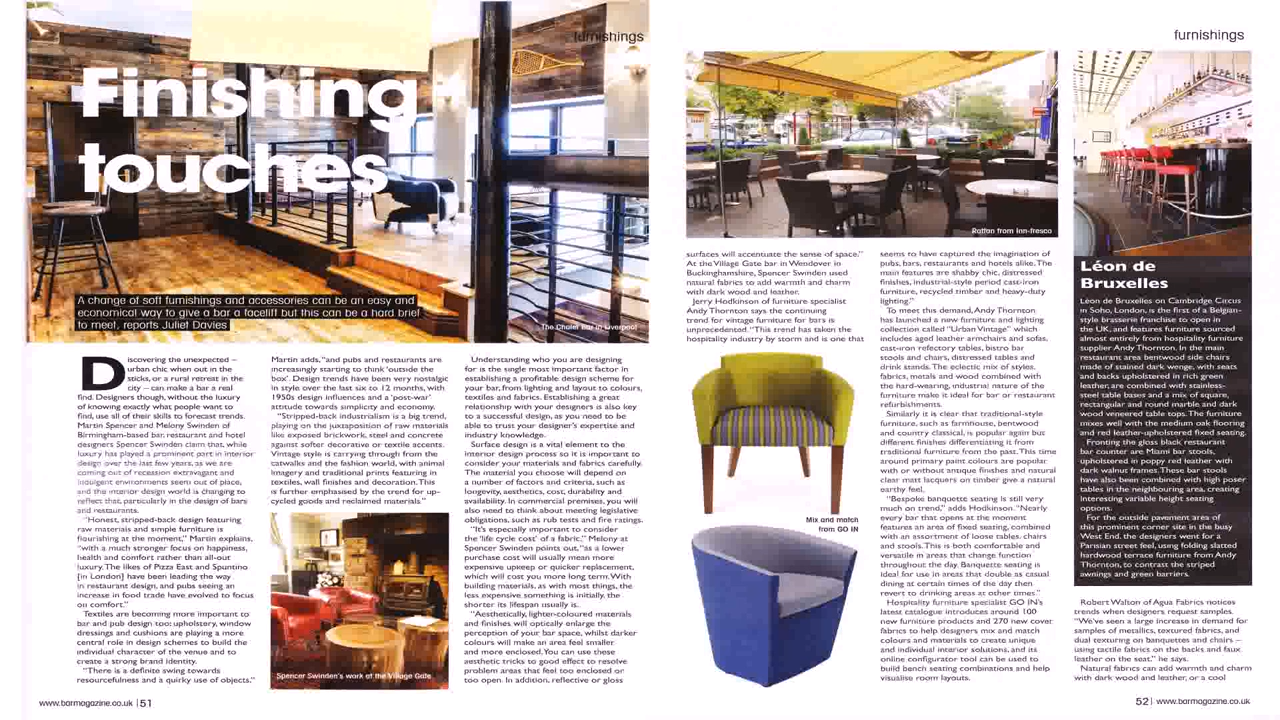 furnishings
Finishing
touches
A change of soft furnishings and accessories can be an easy and
economical way to give a bar a facelift but this can be a hard brief
to meet, reports Juliet Davies
The Chalet Bar in Liverpool
Discovering the unexpected –
urban chic when out in the
sticks, or a rural retreat in the
city – can make a bar a real
find. Designers though, without the luxury
of knowing exactly what people want to
find, use all of their skills to forecast trends.
Martin Spencer and Melony Swinden of
Birmingham-based bar, restaurant and hotel
designers Spencer Swinden claim that, while
luxury has played a prominent part in interior
design over the last few years, as we are
coming out of recession extravagant and
indulgent environments seem out of place,
and the interior design world is changing to
reflect that, particularly in the design of bars
and restaurants.
"Honest, stripped-back design featuring
raw materials and simple furniture is
flourishing at the moment," Martin explains,
"with a much stronger focus on happiness,
health and comfort rather than all-out
luxury. The likes of Pizza East and Spuntino
[in London] have been leading the way
in restaurant design, and pubs seeing an
increase in food trade have evolved to focus
on comfort."
Textiles are becoming more important to
bar and pub design too: upholstery, window
dressings and cushions are playing a more
central role in design schemes to build the
individual character of the venue and to
create a strong brand identity.
"There is a definite swing towards
resourcefulness and a quirky use of objects,"
Martin adds, "and pubs and restaurants are
increasingly starting to think 'outside the
box'. Design trends have been very nostalgic
in style over the last six to 12 months, with
1950s design influences and a 'post-war'
attitude towards simplicity and economy.
"Stripped-back industrialism is a big trend,
playing on the juxtaposition of raw materials
like exposed brickwork, steel and concrete
against softer decorative or textile accents.
Vintage style is carrying through from the
catwalks and the fashion world, with animal
imagery and traditional prints featuring in
textiles, wall finishes and decoration. This
is further emphasised by the trend for up-
cycled goods and reclaimed materials."
Spencer Swinden's work at the Village Gate
Understanding who you are designing
for is the single most important factor in
establishing a profitable design scheme for
your bar, from lighting and layout to colours,
textiles and fabrics. Establishing a great
relationship with your designers is also key
to a successful design, as you need to be
able to trust your designer's expertise and
industry knowledge.
Surface design is a vital element to the
interior design process so it is important to
consider your materials and fabrics carefully.
The material you choose will depend on
a number of factors and criteria, such as
longevity, aesthetics, cost, durability and
availability. In commercial premises, you will
also need to think about meeting legislative
obligations, such as rub tests and fire ratings.
"It's especially important to consider
the 'life cycle cost' of a fabric," Melony at
Spencer Swinden points out, "as a lower
purchase cost will usually mean more
expensive upkeep or quicker replacement,
which will cost you more long term. With
building materials, as with most things, the
less expensive something is initially, the
shorter its lifespan usually is.
"Aesthetically, lighter-coloured materials
and finishes will optically enlarge the
perception of your bar space, whilst darker
colours will make an area feel smaller
and more enclosed. You can use these
aesthetic tricks to good effect to resolve
problem areas that feel too enclosed or
too open. In addition, reflective or gloss
www.barmagazine.co.uk | 51
furnishings
Rattan from Inn-fresco
surfaces will accentuate the sense of space."
At the Village Gate bar in Wendover in
Buckinghamshire, Spencer Swinden used
natural fabrics to add warmth and charm
with dark wood and leather.
Jerry Hodkinson of furniture specialist
Andy Thornton says the continuing
trend for vintage furniture for bars is
unprecedented. "This trend has taken the
hospitality industry by storm and is one that
Mix and match
from GO IN
seems to have captured the imagination of
pubs, bars, restaurants and hotels alike. The
main features are shabby chic, distressed
finishes, industrial-style period cast-iron
furniture, recycled timber and heavy-duty
lighting."
To meet this demand, Andy Thornton
has launched a new furniture and lighting
collection called "Urban Vintage" which
includes aged leather armchairs and sofas,
cast-iron refectory tables, bistro bar
stools and chairs, distressed tables and
drink stands. The eclectic mix of styles,
fabrics, metals and wood combined with
the hard-wearing, industrial nature of the
furniture make it ideal for bar or restaurant
refurbishments.
Similarly it is clear that traditional-style
furniture, such as farmhouse, bentwood
and country classical, is popular again but
different finishes differentiating it from
traditional furniture from the past. This time
around primary paint colours are popular
with or without antique finishes and natural
clear matt lacquers on timber give a natural
earthy feel.
"Bespoke banquette seating is still very
much on trend," adds Hodkinson. "Nearly
every bar that opens at the moment
features an area of fixed seating, combined
with an assortment of loose tables, chairs
and stools. This is both comfortable and
versatile in areas that change function
throughout the day. Banquette seating is
ideal for use in areas that double as casual
dining at certain times of the day then
revert to drinking areas at other times."
Hospitality furniture specialist GO IN's
latest catalogue introduces around 100
new furniture products and 270 new cover
fabrics to help designers mix and match
colours and materials to create unique
and individual interior solutions, and its
online configurator tool can be used to
build bench seating combinations and help
visualise room layouts.
Léon de
Bruxelles
Léon de Bruxelles on Cambridge Circus
in Soho, London, is the first of a Belgian-
style brasserie franchise to open in
the UK, and features furniture sourced
almost entirely from hospitality furniture
supplier Andy Thornton. In the main
restaurant area bentwood side chairs
made of stained dark wenge, with seats
and backs upholstered in rich green
leather, are combined with stainless-
steel table bases and a mix of square,
rectangular and round marble and dark
wood veneered table tops. The furniture
mixes well with the medium oak flooring
and red leather-upholstered fixed seating.
Fronting the gloss black restaurant
bar counter are Miami bar stools,
upholstered in poppy red leather with
dark walnut frames. These bar stools
have also been combined with high poser
tables in the neighbouring area, creating
interesting variable height seating
options.
For the outside pavement area of
this prominent corner site in the busy
West End, the designers went for a
Parisian street feel, using folding slatted
hardwood terrace furniture from Andy
Thornton, to contrast the striped
awnings and green barriers.
Robert Walton of Agua Fabrics notices
trends when designers request samples.
"We've seen a large increase in demand for
samples of metallics, textured fabrics, and
dual texturing on banquettes and chairs –
using tactile fabrics on the backs and faux
leather on the seat," he says.
Natural fabrics can add warmth and charm
with dark wood and leather, or a cool
52 | www.barmagazine.co.uk